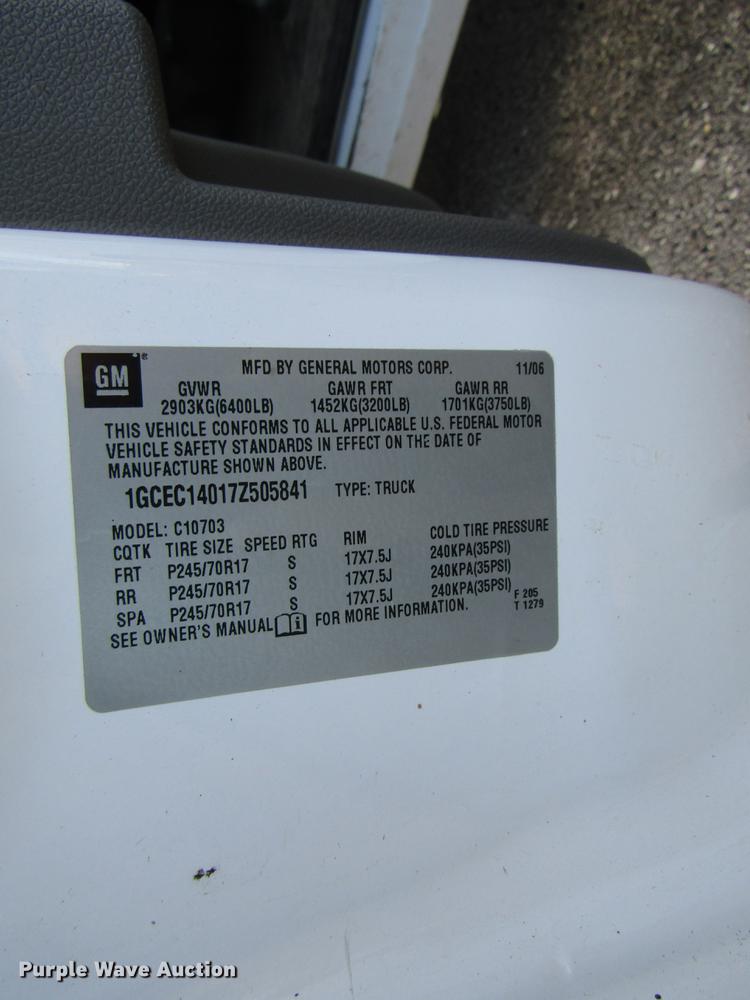 GM
MFD BY GENERAL MOTORS CORP. 11/06
GVWR GAWR FRT GAWR RR
2903KG(6400LB) 1452KG(3200LB) 1701KG(3750LB)
THIS VEHICLE CONFORMS TO ALL APPLICABLE U.S. FEDERAL MOTOR
VEHICLE SAFETY STANDARDS IN EFFECT ON THE DATE OF
MANUFACTURE SHOWN ABOVE.
1GCEC14017Z505841 TYPE: TRUCK
MODEL: C10703
CQTK TIRE SIZE SPEED RTG RIM COLD TIRE PRESSURE
FRT P245/70R17 S 17X7.5J 240KPA(35PSI)
RR P245/70R17 S 17X7.5J 240KPA(35PSI)
SPA P245/70R17 S 17X7.5J 240KPA(35PSI) F 205
SEE OWNER'S MANUAL i FOR MORE INFORMATION. T 1279
Purple Wave Auction